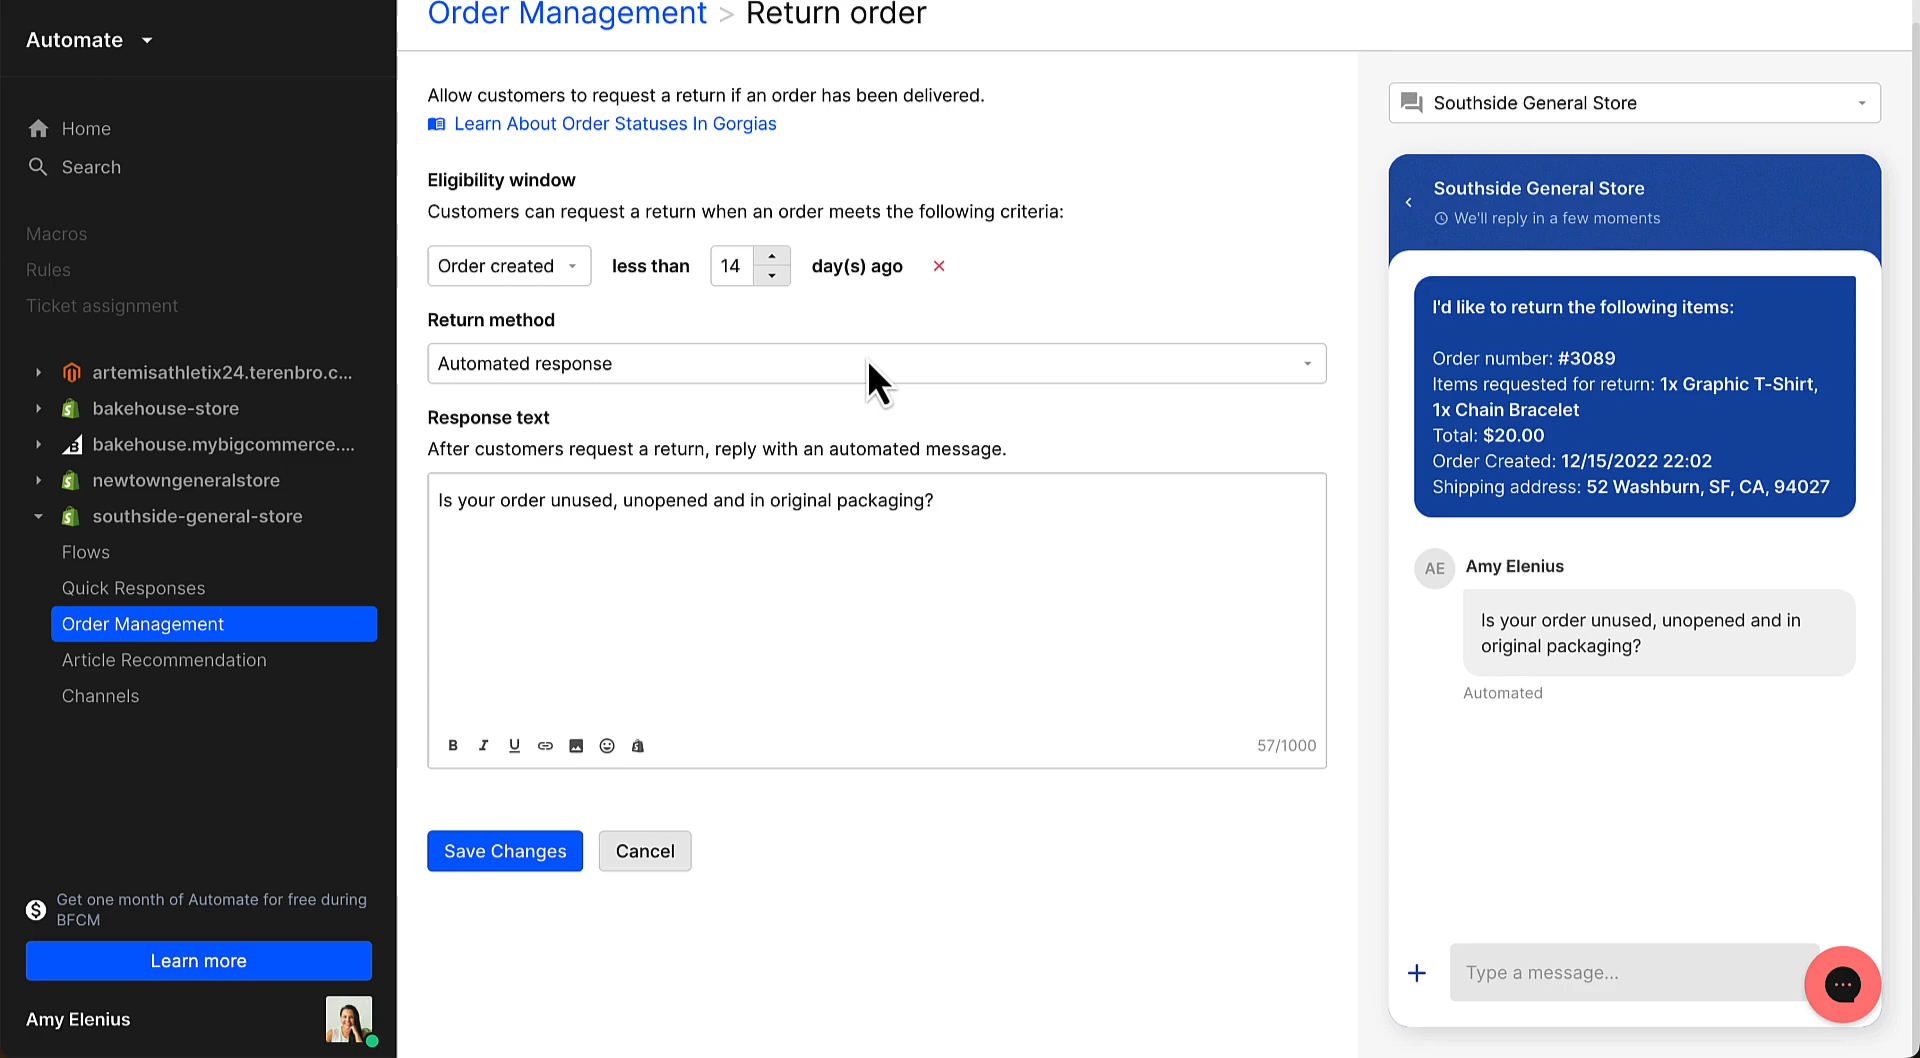 Automate
Home
Search
Macros
Rules
Ticket assignment
artemisathletix24.terenbro.c...
bakehouse-store
bakehouse.mybigcommerce....
newtowngeneralstore
southside-general-store
Flows
Quick Responses
Order Management
Article Recommendation
Channels
Get one month of Automate for free during
BFCM
Learn more
Amy Elenius
Order Management > Return order
Allow customers to request a return if an order has been delivered.
Learn About Order Statuses In Gorgias
Eligibility window
Customers can request a return when an order meets the following criteria:
Order created less than 14 day(s) ago
Return method
Automated response
Response text
After customers request a return, reply with an automated message.
Is your order unused, unopened and in original packaging?
B I U 57/1000
Save Changes Cancel
Southside General Store
Southside General Store
We'll reply in a few moments
I'd like to return the following items:
Order number: #3089
Items requested for return: 1x Graphic T-Shirt,
1x Chain Bracelet
Total: $20.00
Order Created: 12/15/2022 22:02
Shipping address: 52 Washburn, SF, CA, 94027
AE Amy Elenius
Is your order unused, unopened and in
original packaging?
Automated
Type a message...